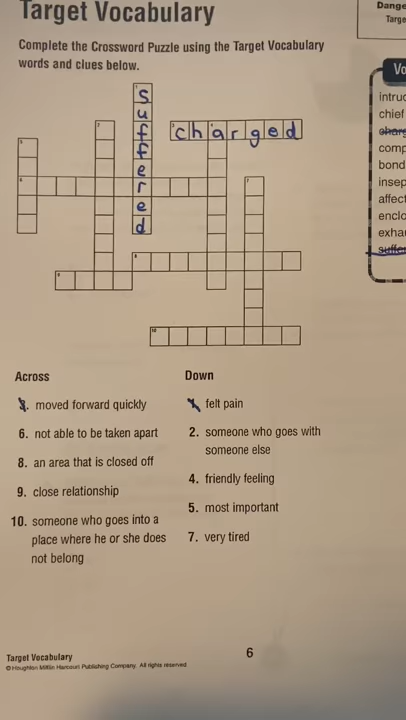 Target Vocabulary
Dange
Targe
Complete the Crossword Puzzle using the Target Vocabulary
words and clues below.
Vo
intruc
chief
charg
comp
bond
insep
affect
enclo
exhau
suffe
suffered
charged
Across
3. moved forward quickly
6. not able to be taken apart
8. an area that is closed off
9. close relationship
10. someone who goes into a
place where he or she does
not belong
Down
felt pain
2. someone who goes with
someone else
4. friendly feeling
5. most important
7. very tired
6
Target Vocabulary
© Houghton Mifflin Harcourt Publishing Company. All rights reserved.